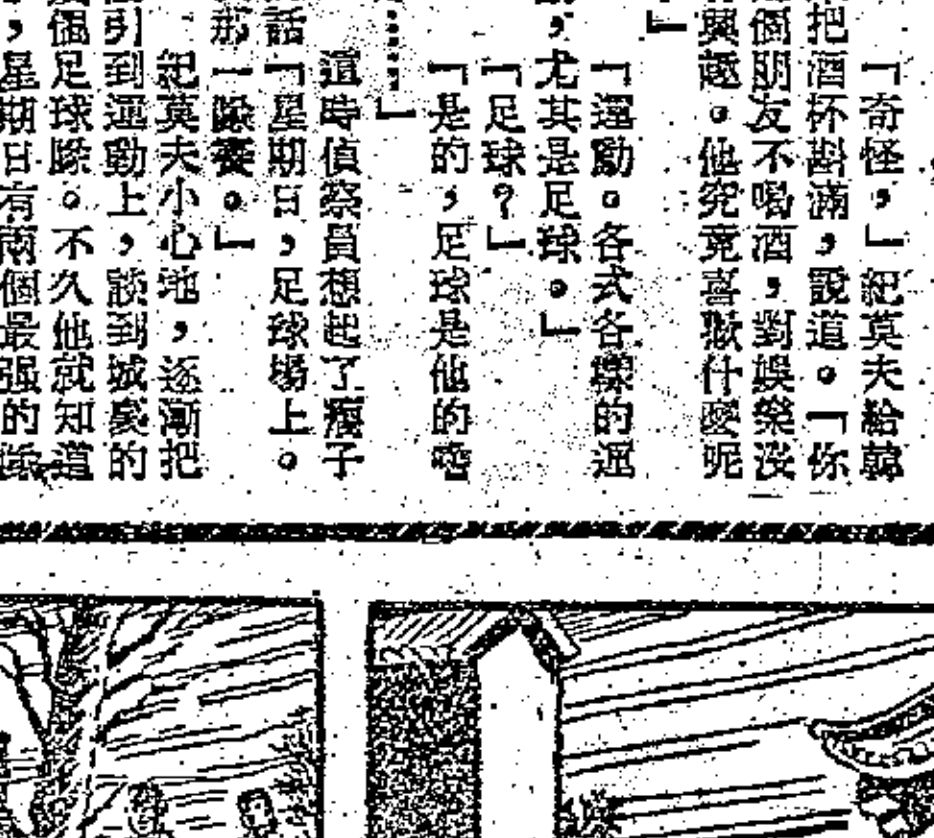 「奇怪，」紀莫夫給韓
把酒杯斟滿，說道。「你
個朋友不喝酒，對娛樂沒
興趣。他究竟喜歡什麼呢
」
「運動。各式各樣的運
，尤其是足球。」
「足球？」
「是的，足球是他的嗜
……」
這時偵察員想起了瘸子
話「星期日，足球場上。
那一隊賽。」
紀莫夫小心地，逐漸把
引到運動上，談到城裏的
個足球隊。不久他就知道
，星期日有兩個最强的隊